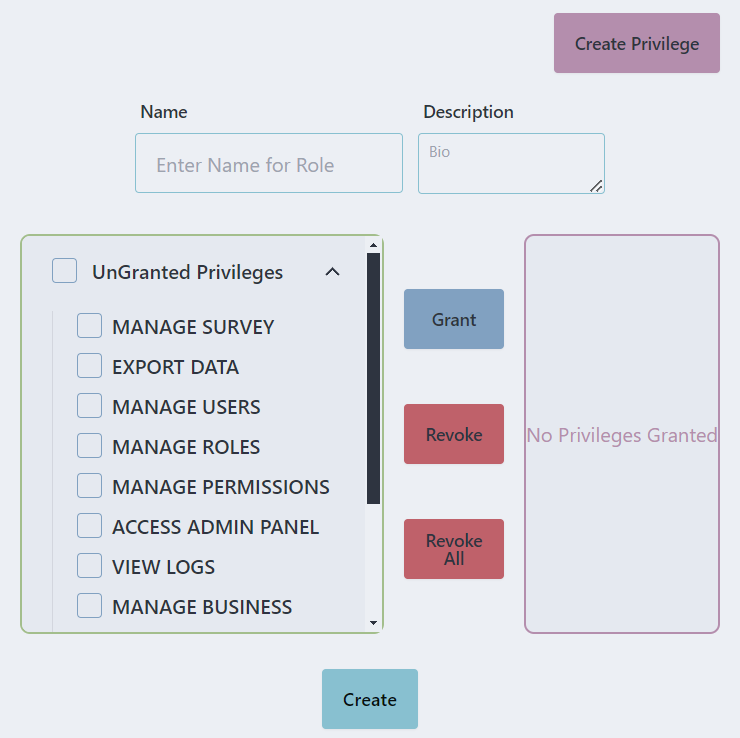 Create Privilege
Name
Description
Enter Name for Role
Bio
UnGranted Privileges
MANAGE SURVEY
EXPORT DATA
MANAGE USERS
MANAGE ROLES
MANAGE PERMISSIONS
ACCESS ADMIN PANEL
VIEW LOGS
MANAGE BUSINESS
Grant
Revoke
Revoke
All
No Privileges Granted
Create